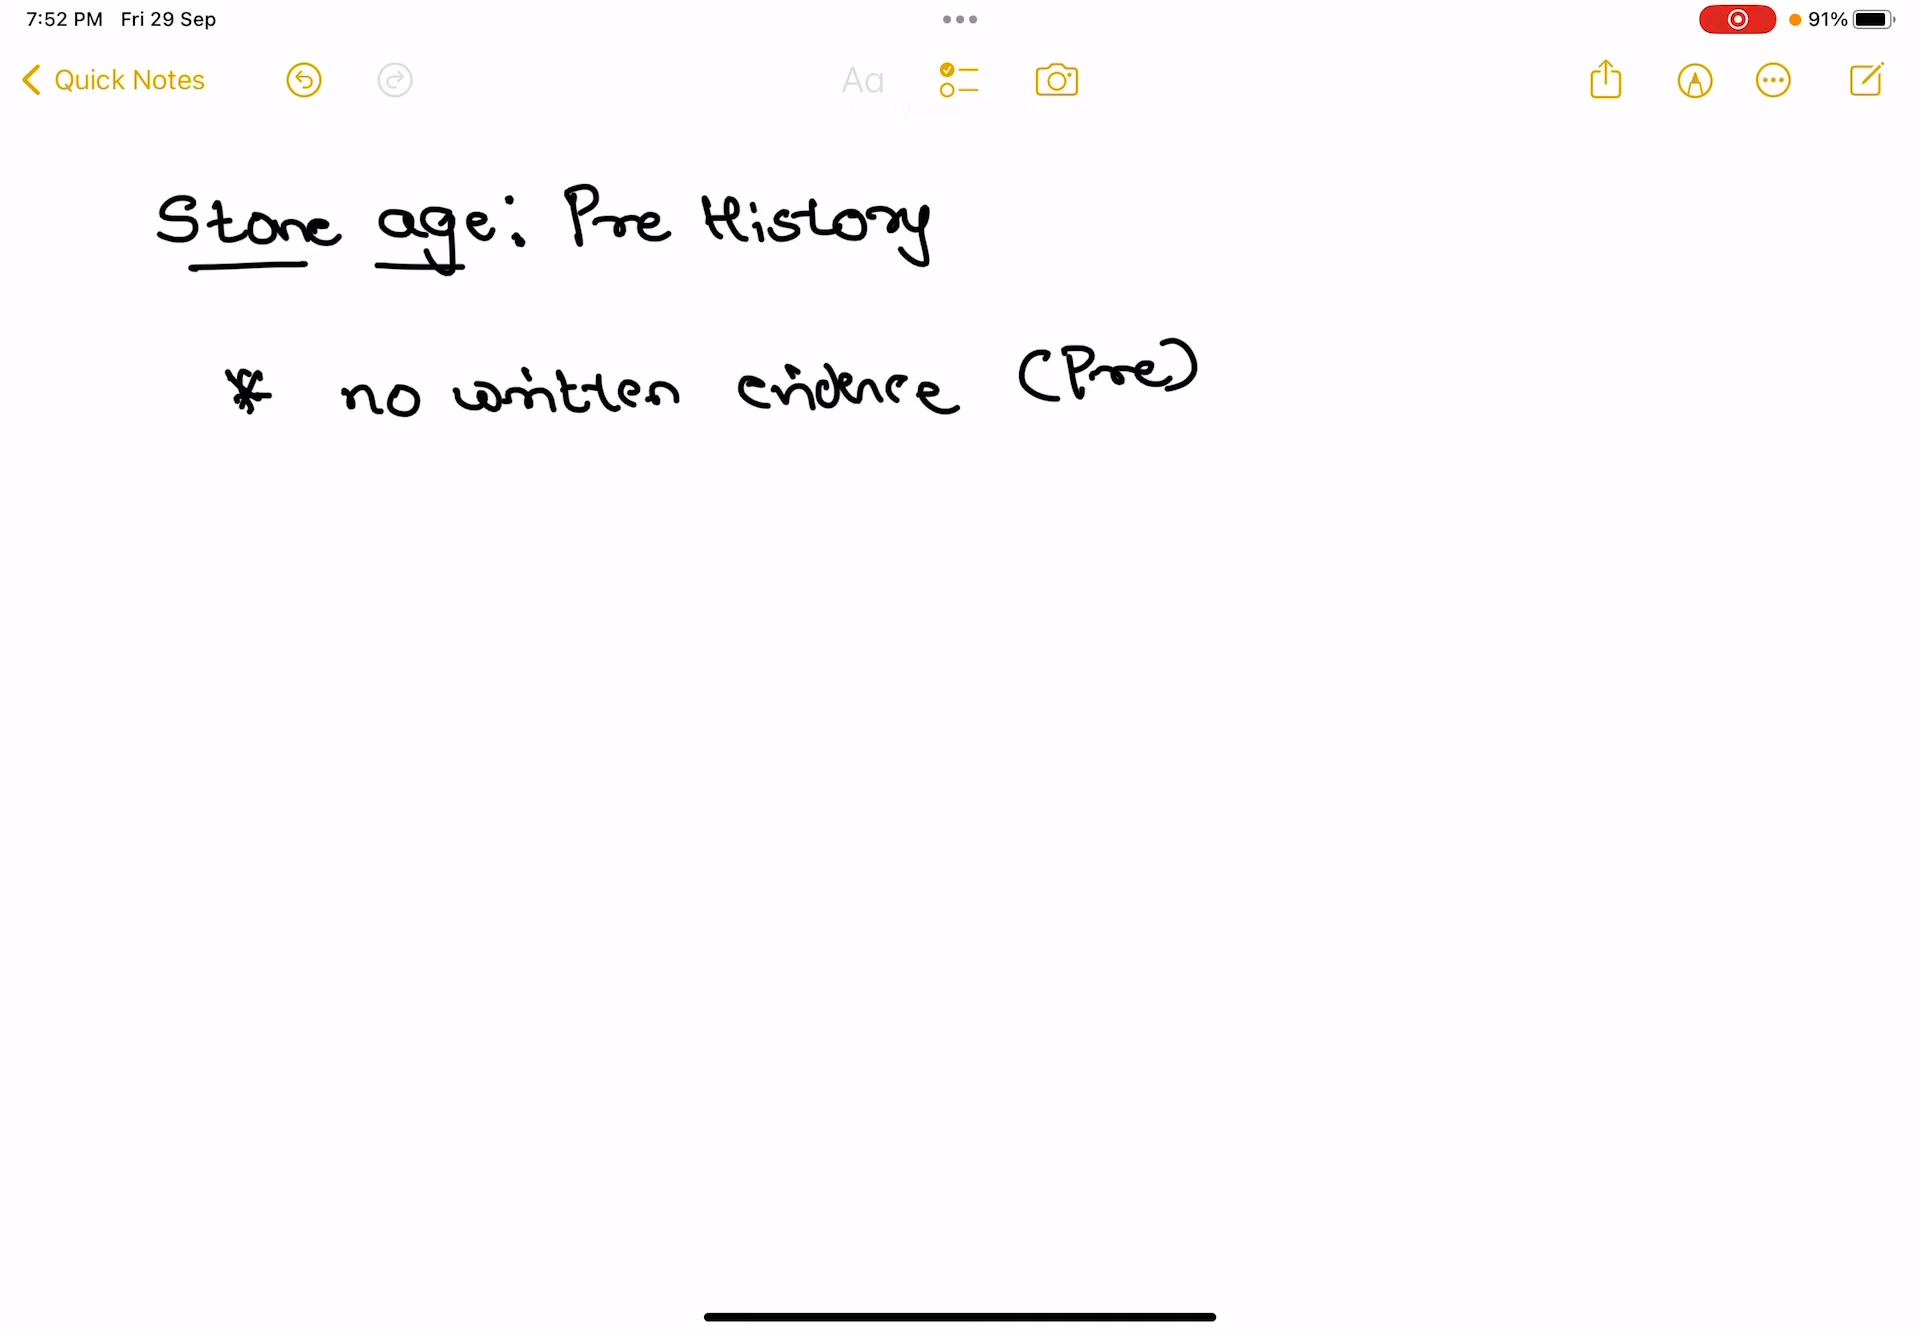 7:52 PM Fri 29 Sep
91%
Quick Notes
Aa
Stone age: Pre History
* no written evidence (Pre)